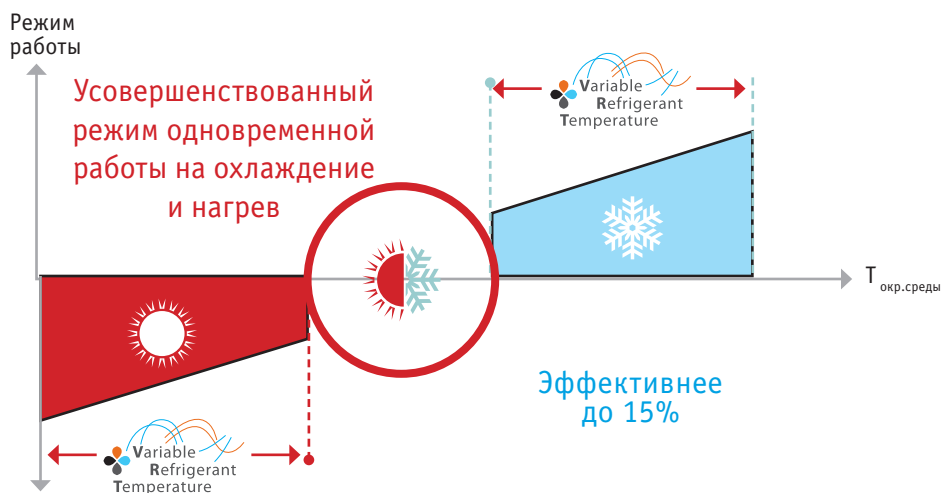 Режим
работы
Усовершенствованный
режим одновременной
работы на охлаждение
и нагрев
Variable
Refrigerant
Temperature
T окр.среды
Эффективнее
до 15%
Variable
Refrigerant
Temperature